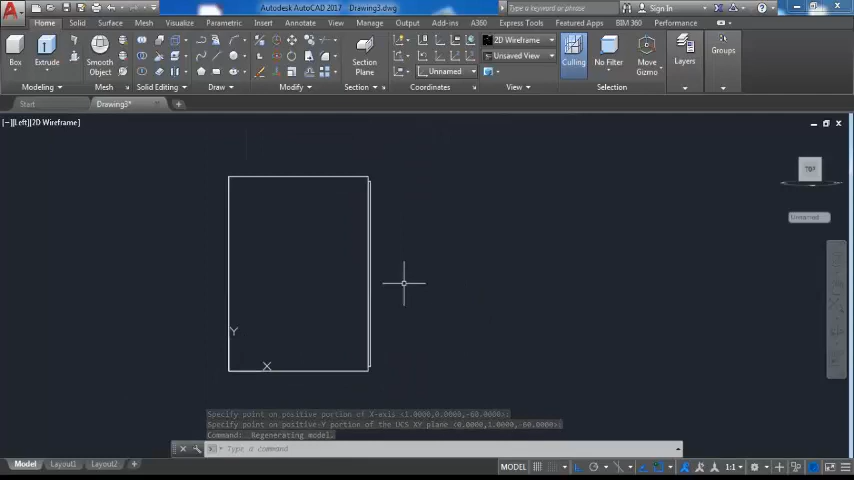 Autodesk AutoCAD 2017 Drawing3.dwg
Type a keyword or phrase
Sign In
Home Solid Surface Mesh Visualize Parametric Insert Annotate View Manage Output Add-ins A360 Express Tools Featured Apps BIM 360 Performance
Box
Extrude
Smooth
Object
Section
Plane
2D Wireframe
Unsaved View
Unnamed
Culling
No Filter
Move
Gizmo
Layers
Groups
Modeling Mesh Solid Editing Draw Modify Section Coordinates View Selection
Start Drawing3*
[−][Left][2D Wireframe]
TOP
Unnamed
Y
X
Specify point on positive portion of X-axis <1.0000,0.0000,-60.0000>:
Specify point on positive-Y portion of the UCS XY plane <0.0000,1.0000,-60.0000>:
Command: Regenerating model.
Type a command
Model Layout1 Layout2 +
MODEL
1:1